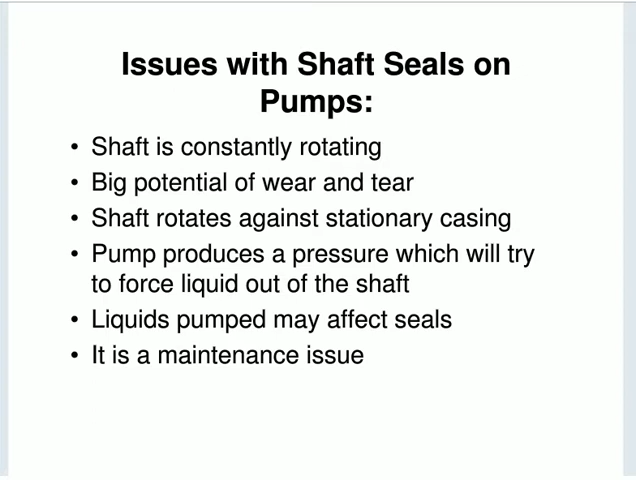 Issues with Shaft Seals on
Pumps:
• Shaft is constantly rotating
• Big potential of wear and tear
• Shaft rotates against stationary casing
• Pump produces a pressure which will try
to force liquid out of the shaft
• Liquids pumped may affect seals
• It is a maintenance issue